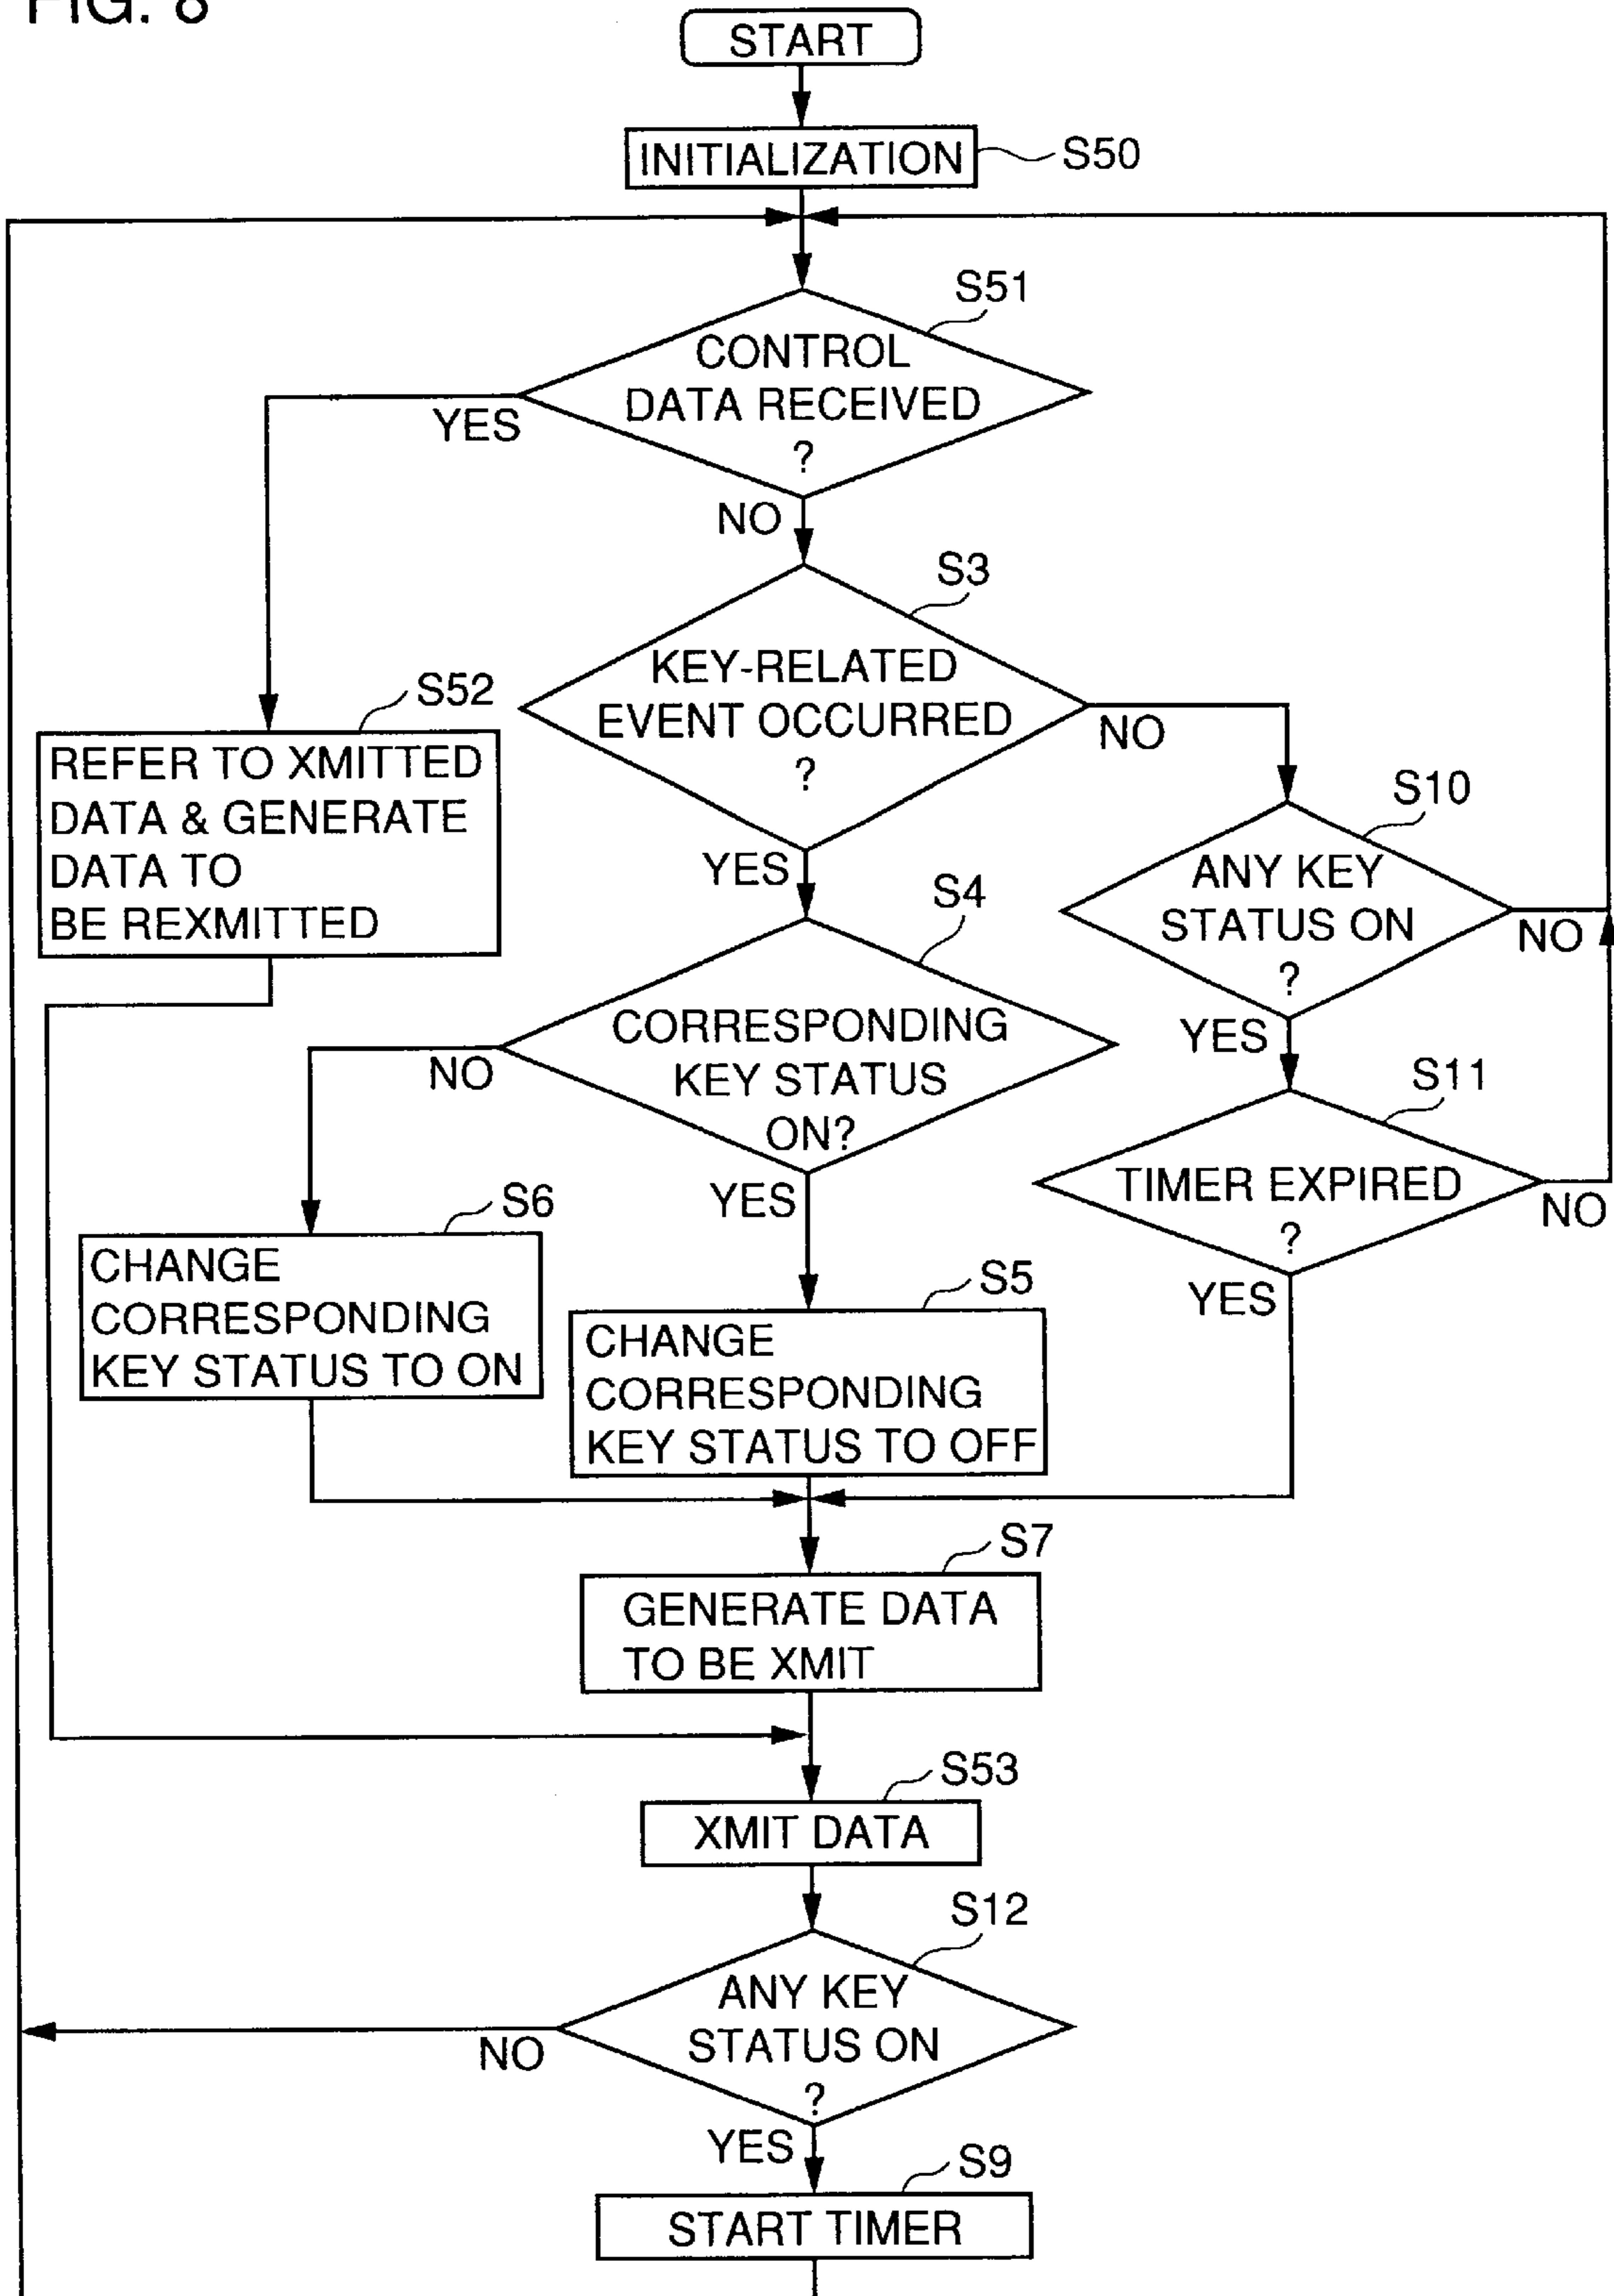 FIG. 8
START
INITIALIZATION
S50
S51
CONTROL
DATA RECEIVED
?
YES
NO
S3
KEY-RELATED
EVENT OCCURRED
?
NO
YES
S52
REFER TO XMITTED
DATA & GENERATE
DATA TO
BE REXMITTED
S10
ANY KEY
STATUS ON
?
NO
YES
S4
CORRESPONDING
KEY STATUS
ON?
NO
YES
S11
TIMER EXPIRED
?
NO
YES
S6
CHANGE
CORRESPONDING
KEY STATUS TO ON
S5
CHANGE
CORRESPONDING
KEY STATUS TO OFF
S7
GENERATE DATA
TO BE XMIT
S53
XMIT DATA
S12
ANY KEY
STATUS ON
?
NO
YES
S9
START TIMER